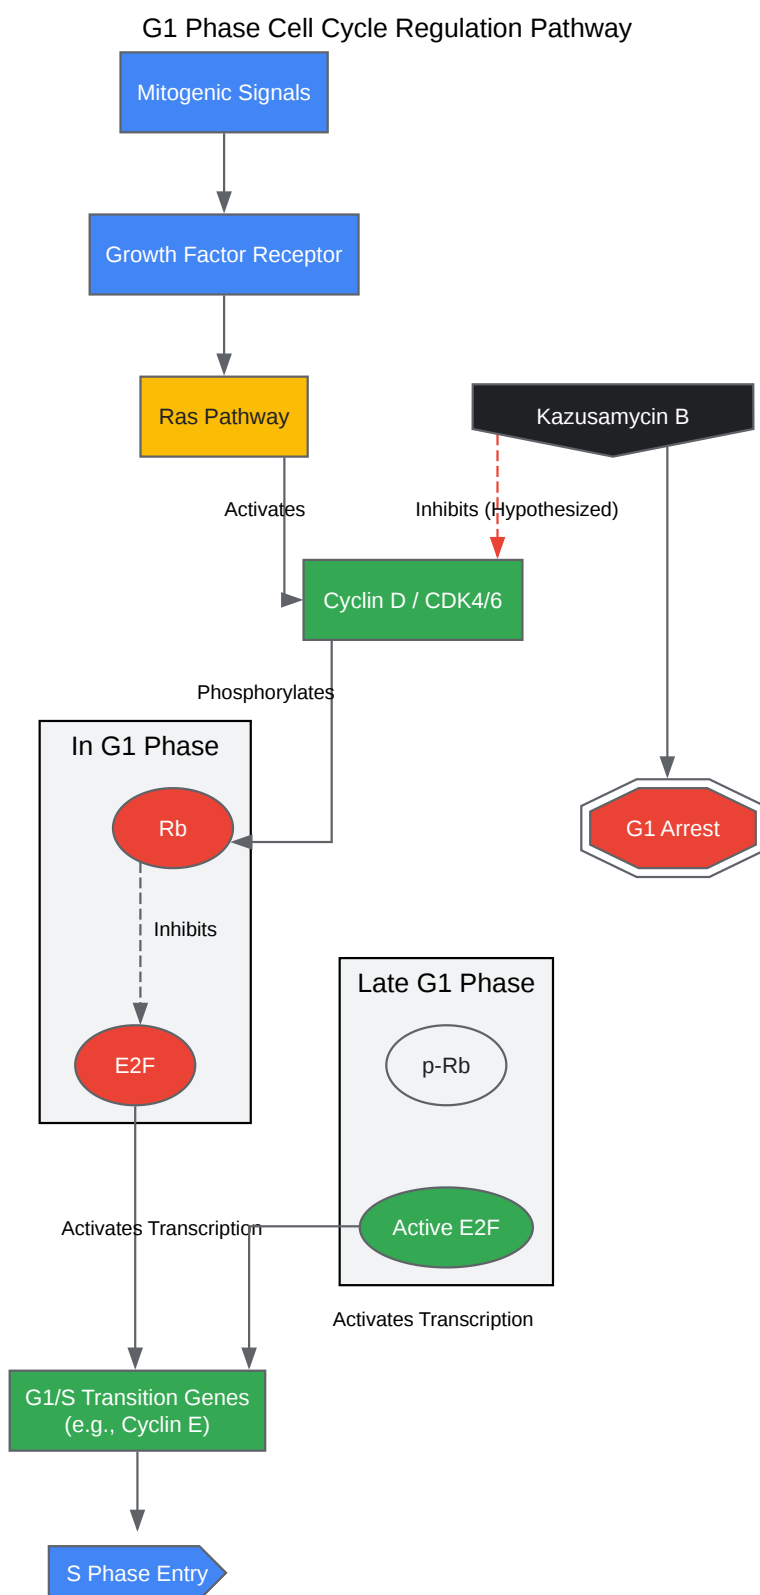 G1 Phase Cell Cycle Regulation Pathway
Mitogenic Signals
Growth Factor Receptor
Ras Pathway
Kazusamycin B
Activates
Inhibits (Hypothesized)
Cyclin D / CDK4/6
Phosphorylates
In G1 Phase
Rb
G1 Arrest
Inhibits
Late G1 Phase
E2F
p-Rb
Activates Transcription
Active E2F
Activates Transcription
G1/S Transition Genes
(e.g., Cyclin E)
S Phase Entry